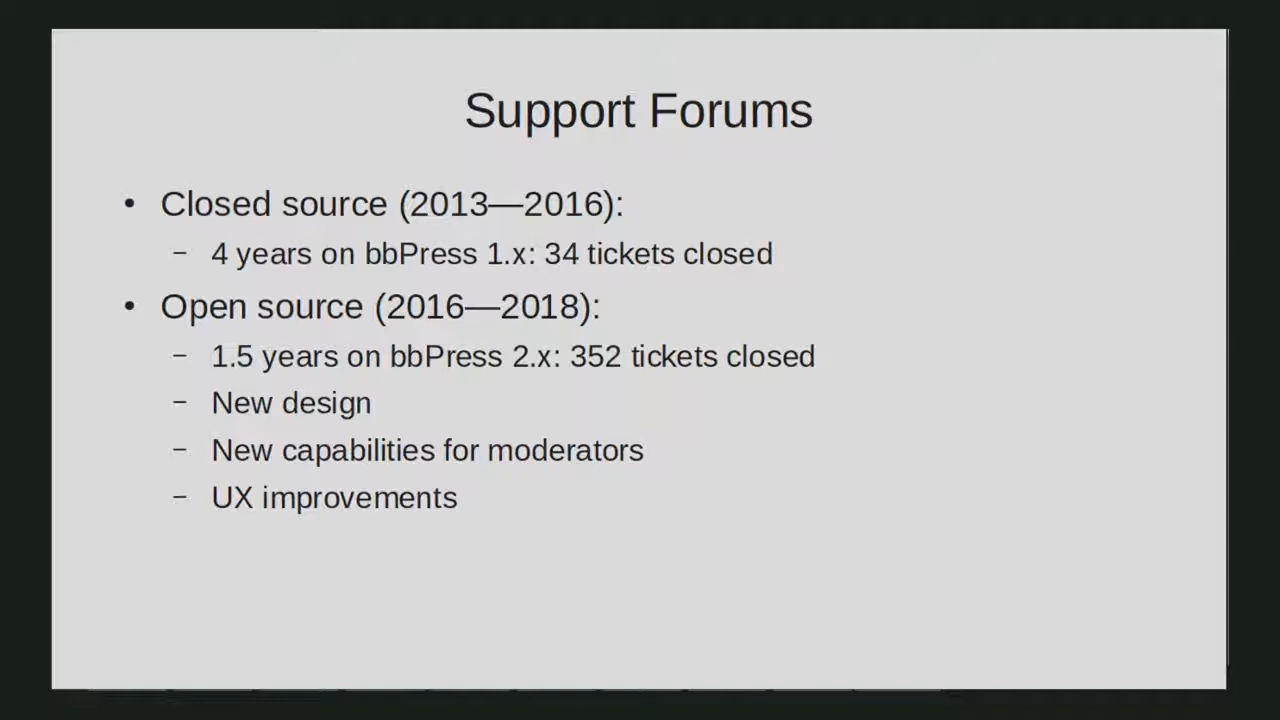 Support Forums
• Closed source (2013—2016):
– 4 years on bbPress 1.x: 34 tickets closed
• Open source (2016—2018):
– 1.5 years on bbPress 2.x: 352 tickets closed
– New design
– New capabilities for moderators
– UX improvements